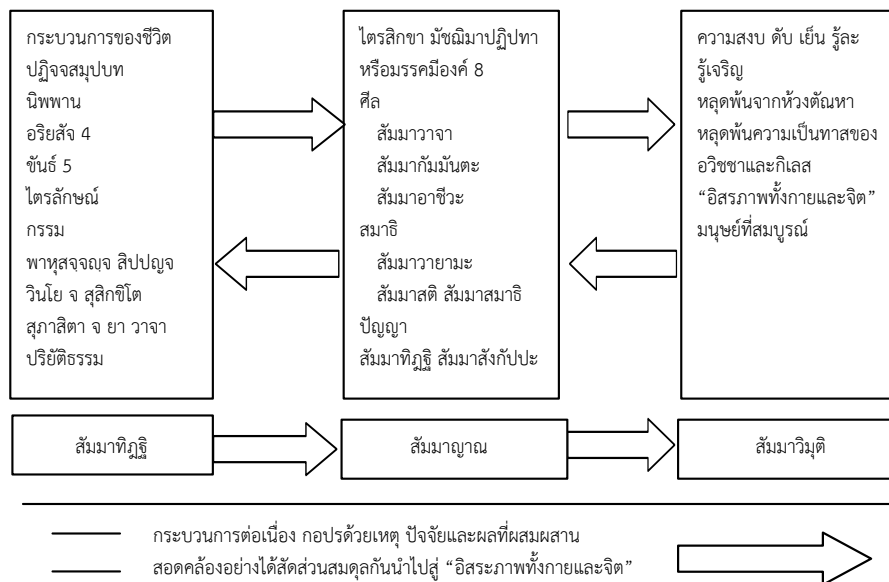 กระบวนการของชีวิต
ปฏิจจสมุปบท
นิพพาน
อริยสัจ 4
ขันธ์ 5
ไตรลักษณ์
กรรม
พาหุสจฺจญฺจ สิปปญจ
วินโย จ สุสิกขิโต
สุภาสิตา จ ยา วาจา
ปริยัติธรรม
ไตรสิกขา มัชฌิมาปฏิปทา
หรือมรรคมีองค์ 8
ศีล
สัมมาวาจา
สัมมากัมมันตะ
สัมมาอาชีวะ
สมาธิ
สัมมาวายามะ
สัมมาสติ สัมมาสมาธิ
ปัญญา
สัมมาทิฏฐิ สัมมาสังกัปปะ
ความสงบ ดับ เย็น รู้ละ
รู้เจริญ
หลุดพ้นจากห้วงตัณหา
หลุดพ้นความเป็นทาสของ
อวิชชาและกิเลส
“อิสรภาพทั้งกายและจิต”
มนุษย์ที่สมบูรณ์
สัมมาทิฏฐิ
สัมมาญาณ
สัมมาวิมุติ
กระบวนการต่อเนื่อง กอปรด้วยเหตุ ปัจจัยและผลที่ผสมผสาน
สอดคล้องอย่างได้สัดส่วนสมดุลกันนำไปสู่ “อิสระภาพทั้งกายและจิต”